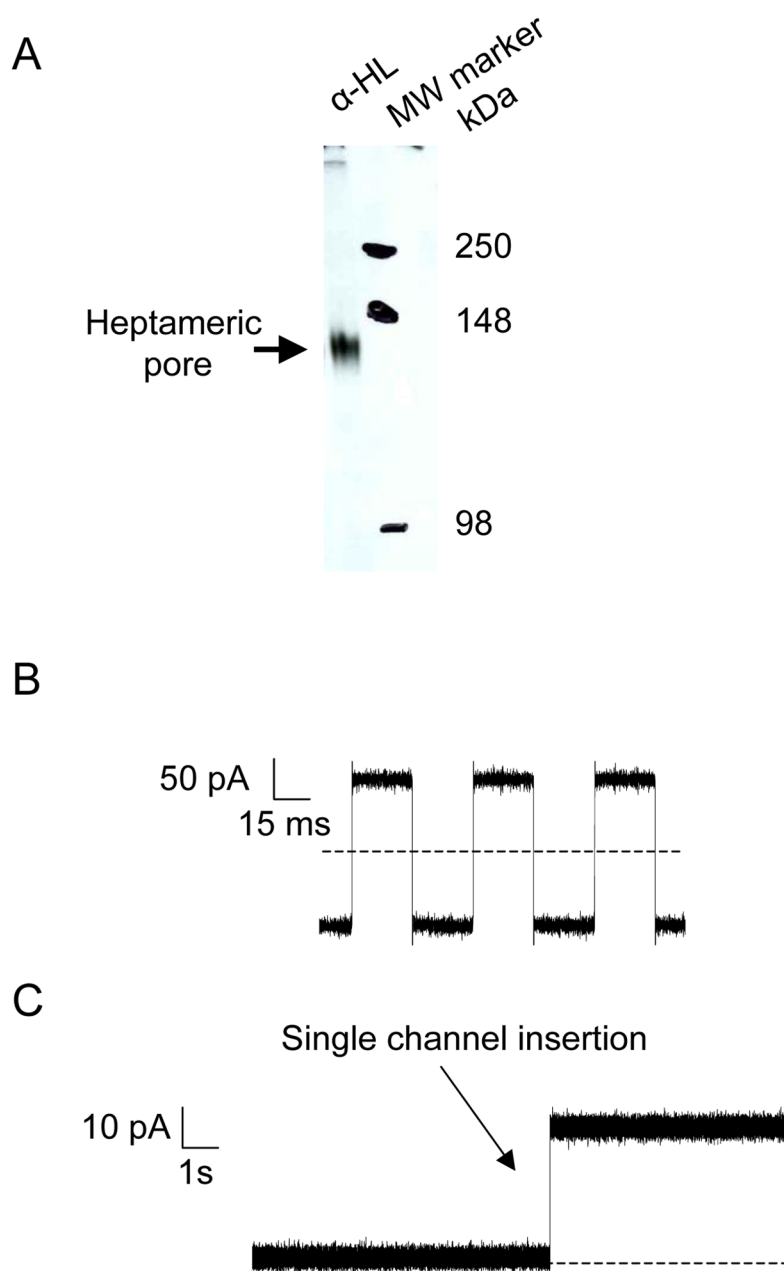 A
α-HL
MW marker
kDa
250
148
Heptameric
pore
98
B
50 pA
15 ms
C
Single channel insertion
10 pA
1s